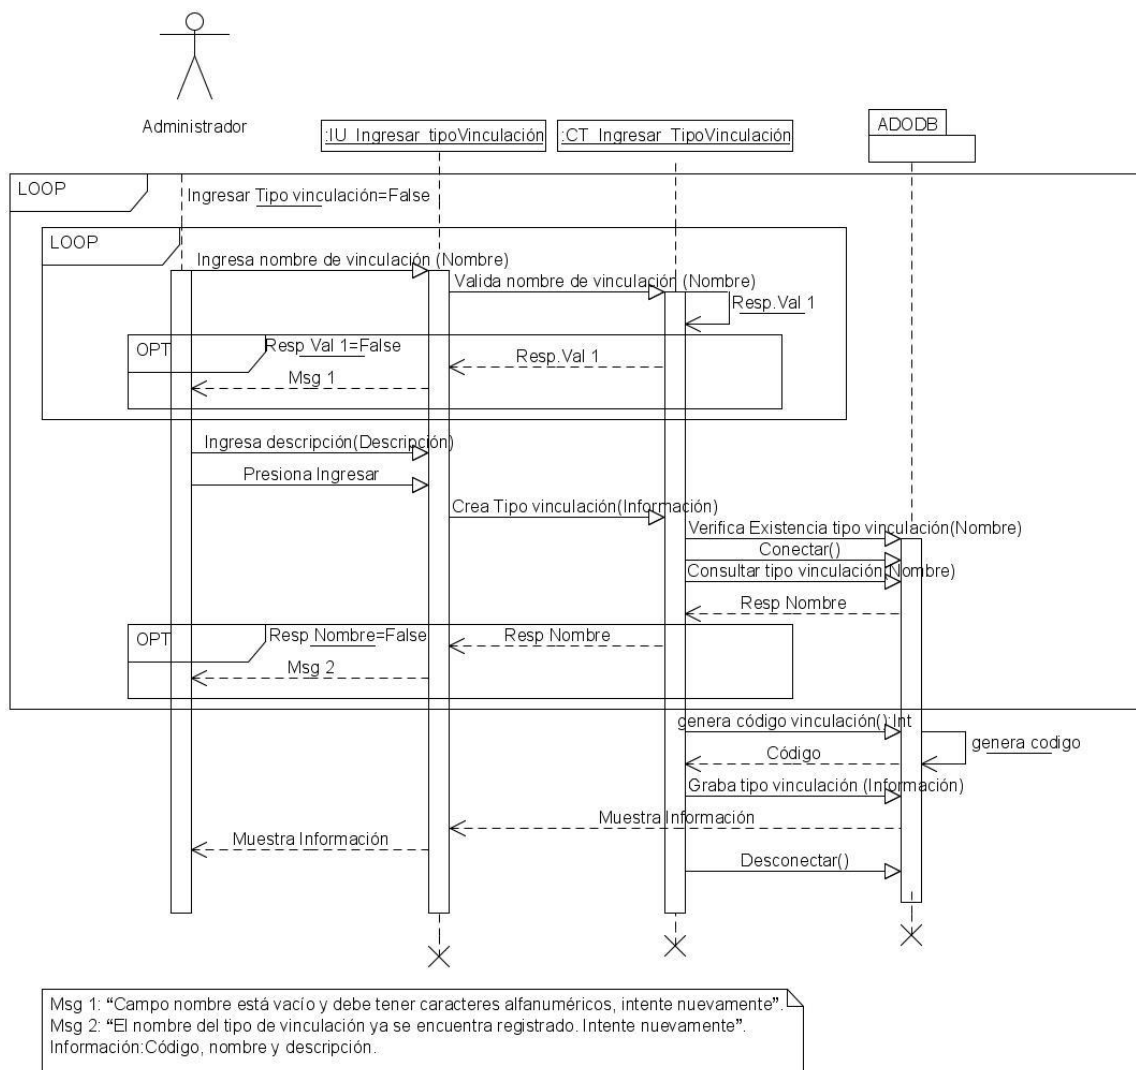 Administrador
:IU_Ingresar_tipoVinculación
:CT_Ingresar_TipoVinculación
ADODB
LOOP
Ingresar Tipo vinculación=False
LOOP
Ingresa nombre de vinculación (Nombre)
Valida nombre de vinculación (Nombre)
Resp.Val 1
OPT
Resp Val 1=False
Resp.Val 1
Msg 1
Ingresa descripción(Descripción)
Presiona Ingresar
Crea Tipo vinculación(Información)
Verifica Existencia tipo vinculación(Nombre)
Conectar()
Consultar tipo vinculación(Nombre)
Resp Nombre
OPT
Resp Nombre=False
Resp Nombre
Msg 2
genera código vinculación():Int
genera codigo
Código
Graba tipo vinculación (Información)
Muestra Información
Muestra Información
Desconectar()
Msg 1: “Campo nombre está vacío y debe tener caracteres alfanuméricos, intente nuevamente”.
Msg 2: “El nombre del tipo de vinculación ya se encuentra registrado. Intente nuevamente”.
Información:Código, nombre y descripción.